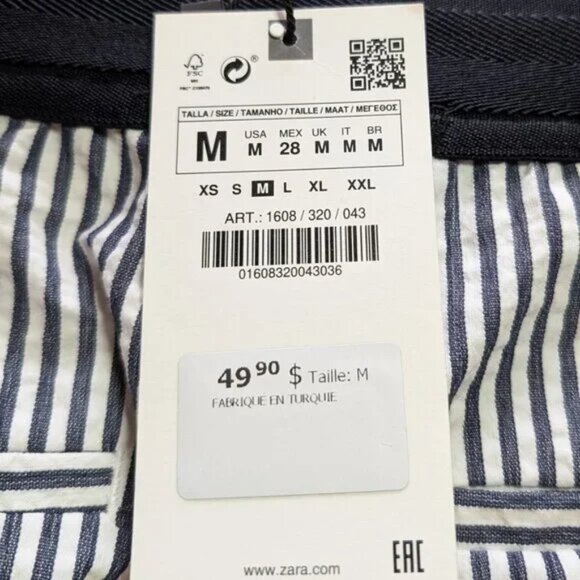 FSC
TALLA / SIZE / TAMANHO / TAILLE / MAAT / ΜΕΓΕΘΟΣ
M USA M MEX 28 UK M IT M BR M
XS S M L XL XXL
ART.: 1608 / 320 / 043
01608320043036
49 90 $ Taille: M
FABRIQUE EN TURQUIE
www.zara.com
EAC